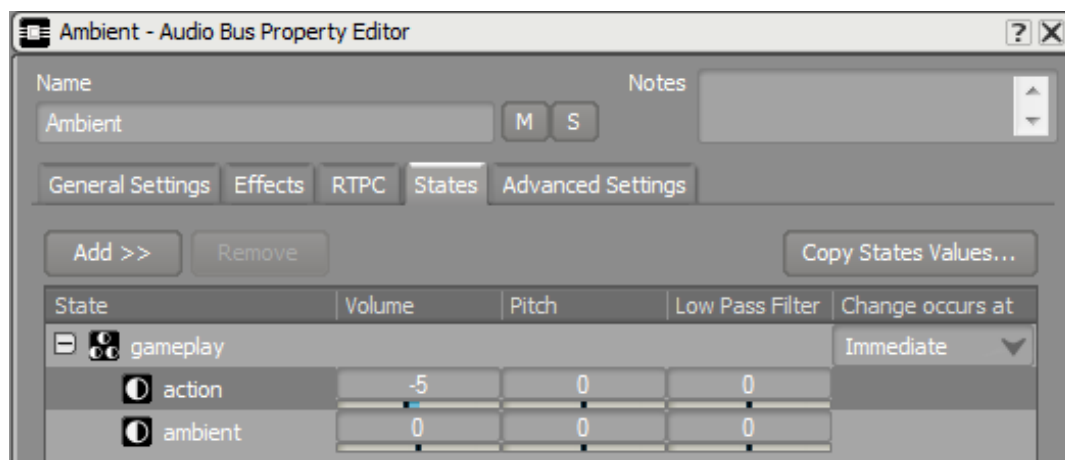 Ambient - Audio Bus Property Editor ? X
Name Notes
Ambient M S
General Settings Effects RTPC States Advanced Settings
Add >> Remove Copy States Values...
State Volume Pitch Low Pass Filter Change occurs at
gameplay Immediate
action -5 0 0
ambient 0 0 0